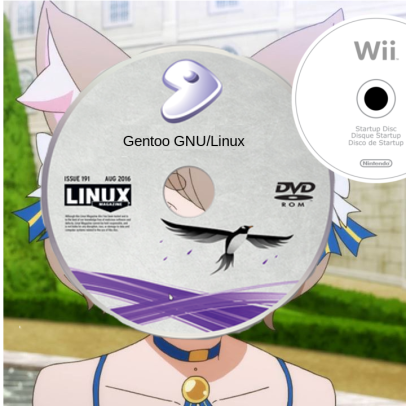 Wii
Startup Disc
Disque Startup
Disco de Startup
Nintendo
Gentoo GNU/Linux
ISSUE 191 AUG 2016
LINUX
MAGAZINE
DVD
ROM